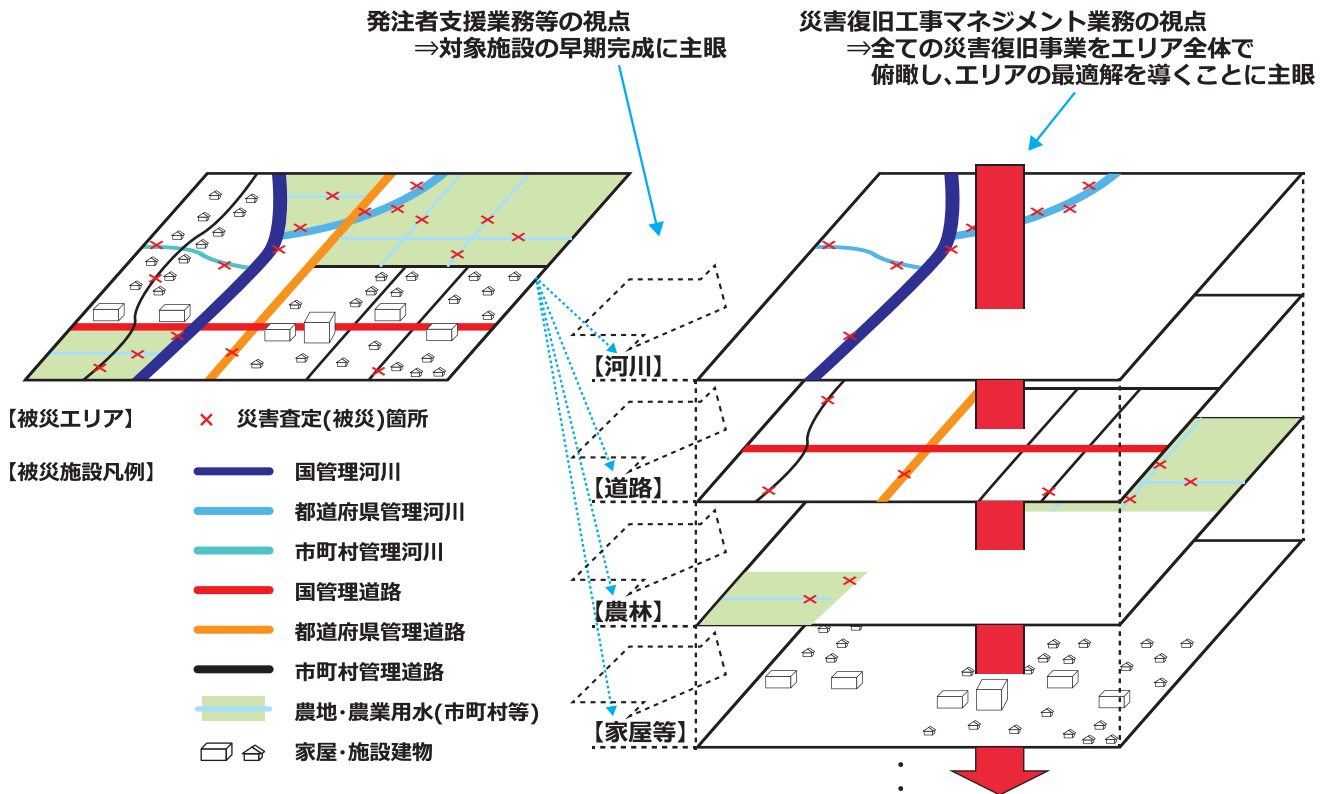 発注者支援業務等の視点
⇒対象施設の早期完成に主眼
災害復旧工事マネジメント業務の視点
⇒全ての災害復旧事業をエリア全体で
俯瞰し、エリアの最適解を導くことに主眼
【河川】
【道路】
【農林】
【家屋等】
【被災エリア】
× 災害査定(被災)箇所
【被災施設凡例】
国管理河川
都道府県管理河川
市町村管理河川
国管理道路
都道府県管理道路
市町村管理道路
農地・農業用水(市町村等)
家屋・施設建物